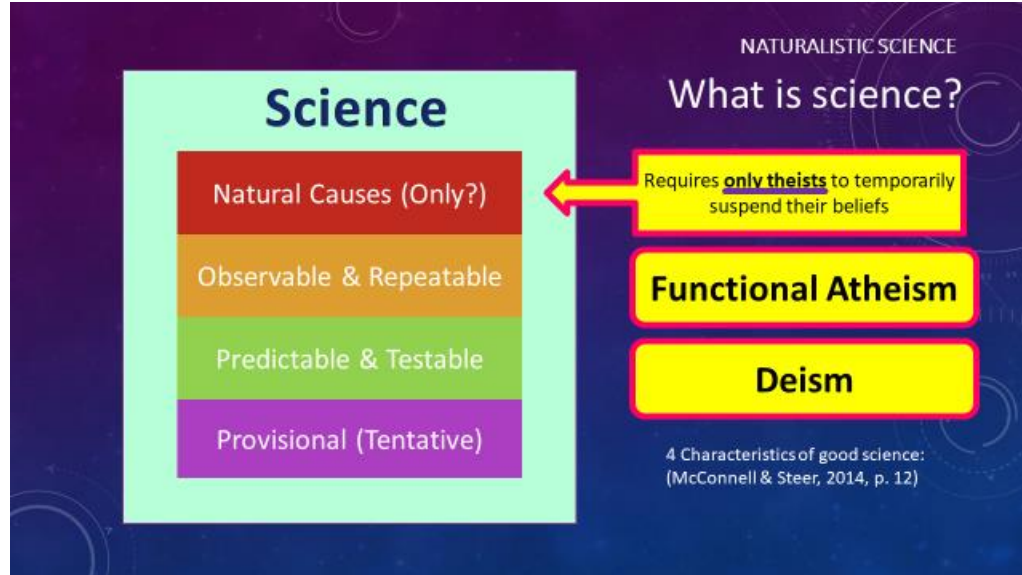 NATURALISTIC SCIENCE
What is science?
Science
Natural Causes (Only?)
Observable & Repeatable
Predictable & Testable
Provisional (Tentative)
Requires only theists to temporarily
suspend their beliefs
Functional Atheism
Deism
4 Characteristics of good science:
(McConnell & Steer, 2014, p. 12)